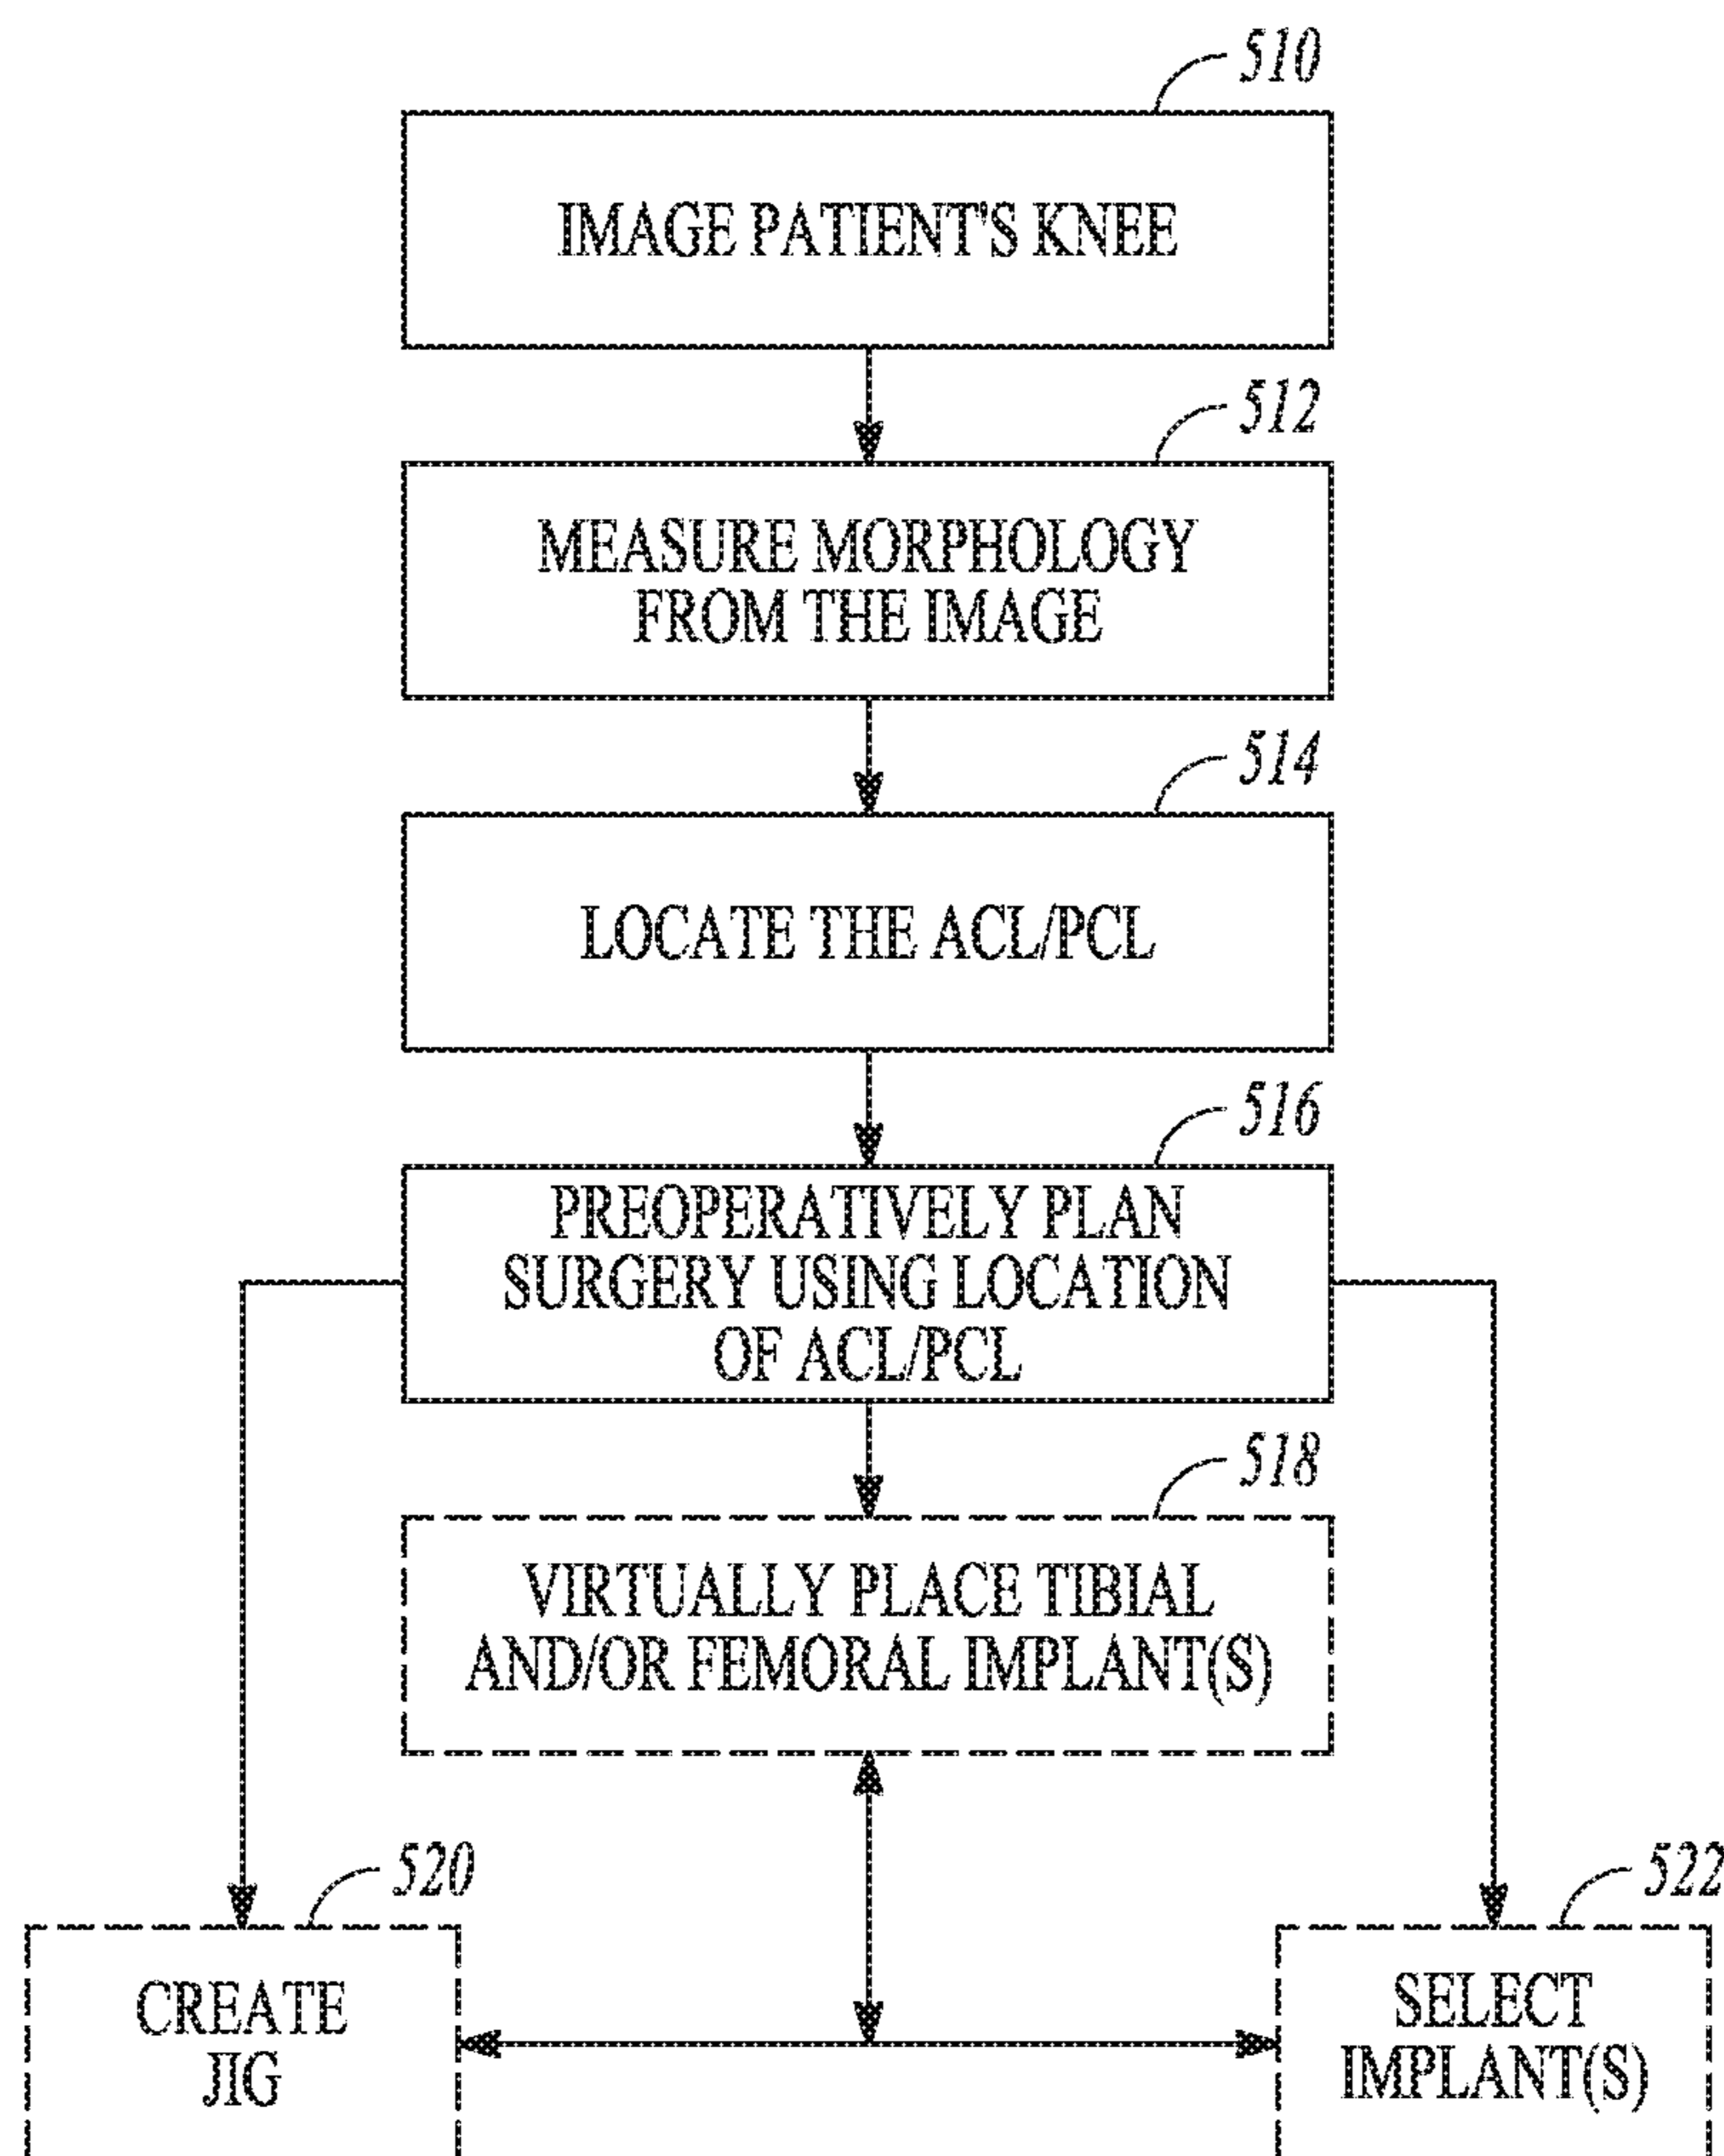 510
IMAGE PATIENT'S KNEE
512
MEASURE MORPHOLOGY
FROM THE IMAGE
514
LOCATE THE ACL/PCL
516
PREOPERATIVELY PLAN
SURGERY USING LOCATION
OF ACL/PCL
518
VIRTUALLY PLACE TIBIAL
AND/OR FEMORAL IMPLANT(S)
520
CREATE
JIG
522
SELECT
IMPLANT(S)